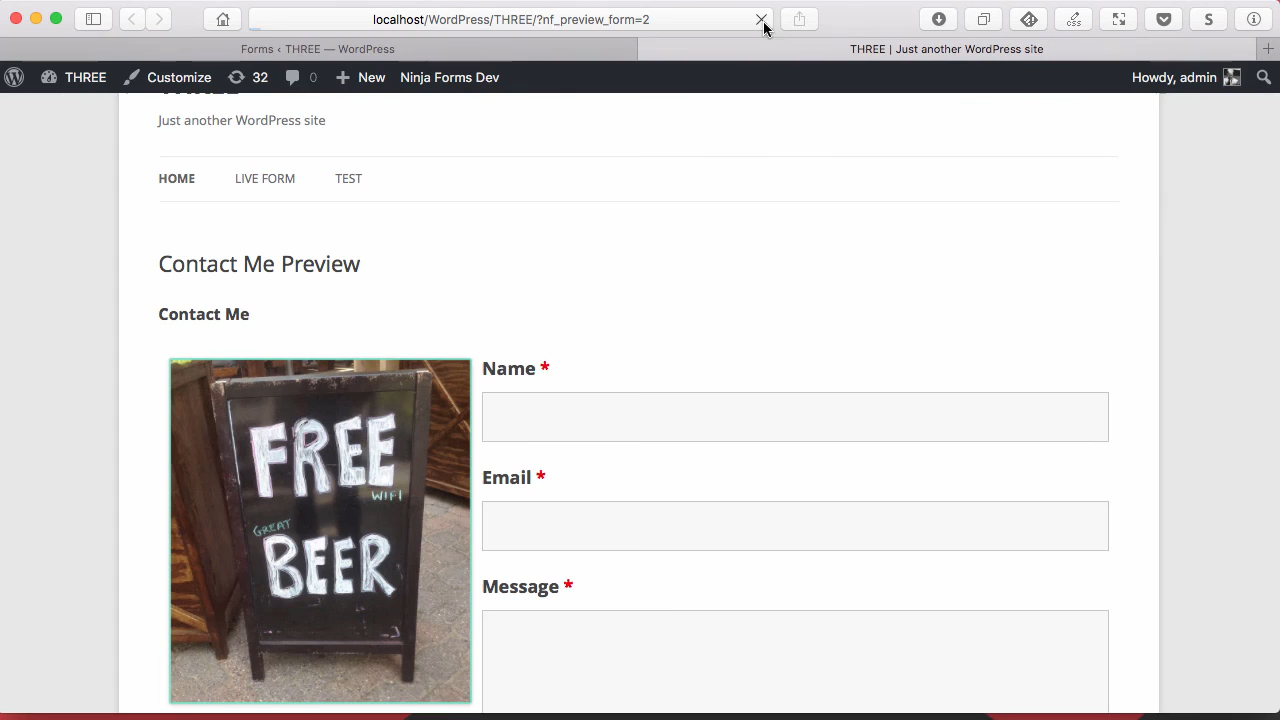 localhost/WordPress/THREE/?nf_preview_form=2
Forms ‹ THREE — WordPress
THREE | Just another WordPress site
THREE
Customize
32
0
New
Ninja Forms Dev
Howdy, admin
css
S
THREE
Just another WordPress site
HOME
LIVE FORM
TEST
Contact Me Preview
Contact Me
FREE
WIFI
GREAT
BEER
Name *
Email *
Message *